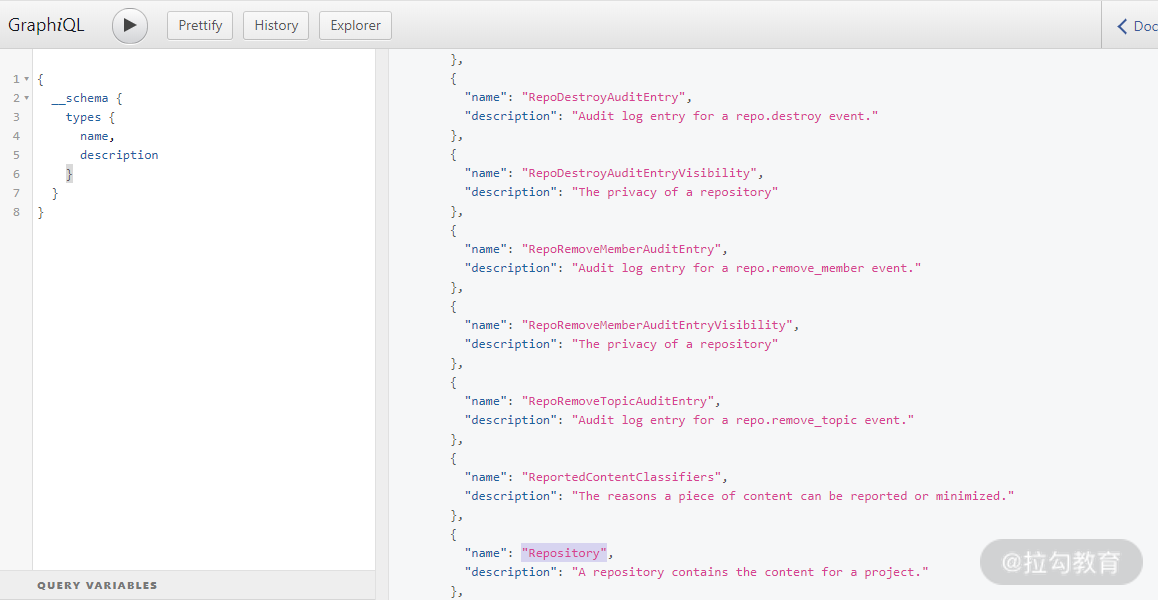 GraphiQL
Prettify
History
Explorer
Doc
1 {
2 __schema {
3 types {
4 name,
5 description
6 }
7 }
8 }
QUERY VARIABLES
},
{
"name": "RepoDestroyAuditEntry",
"description": "Audit log entry for a repo.destroy event."
},
{
"name": "RepoDestroyAuditEntryVisibility",
"description": "The privacy of a repository"
},
{
"name": "RepoRemoveMemberAuditEntry",
"description": "Audit log entry for a repo.remove_member event."
},
{
"name": "RepoRemoveMemberAuditEntryVisibility",
"description": "The privacy of a repository"
},
{
"name": "RepoRemoveTopicAuditEntry",
"description": "Audit log entry for a repo.remove_topic event."
},
{
"name": "ReportedContentClassifiers",
"description": "The reasons a piece of content can be reported or minimized."
},
{
"name": "Repository",
"description": "A repository contains the content for a project."
},
@拉勾教育